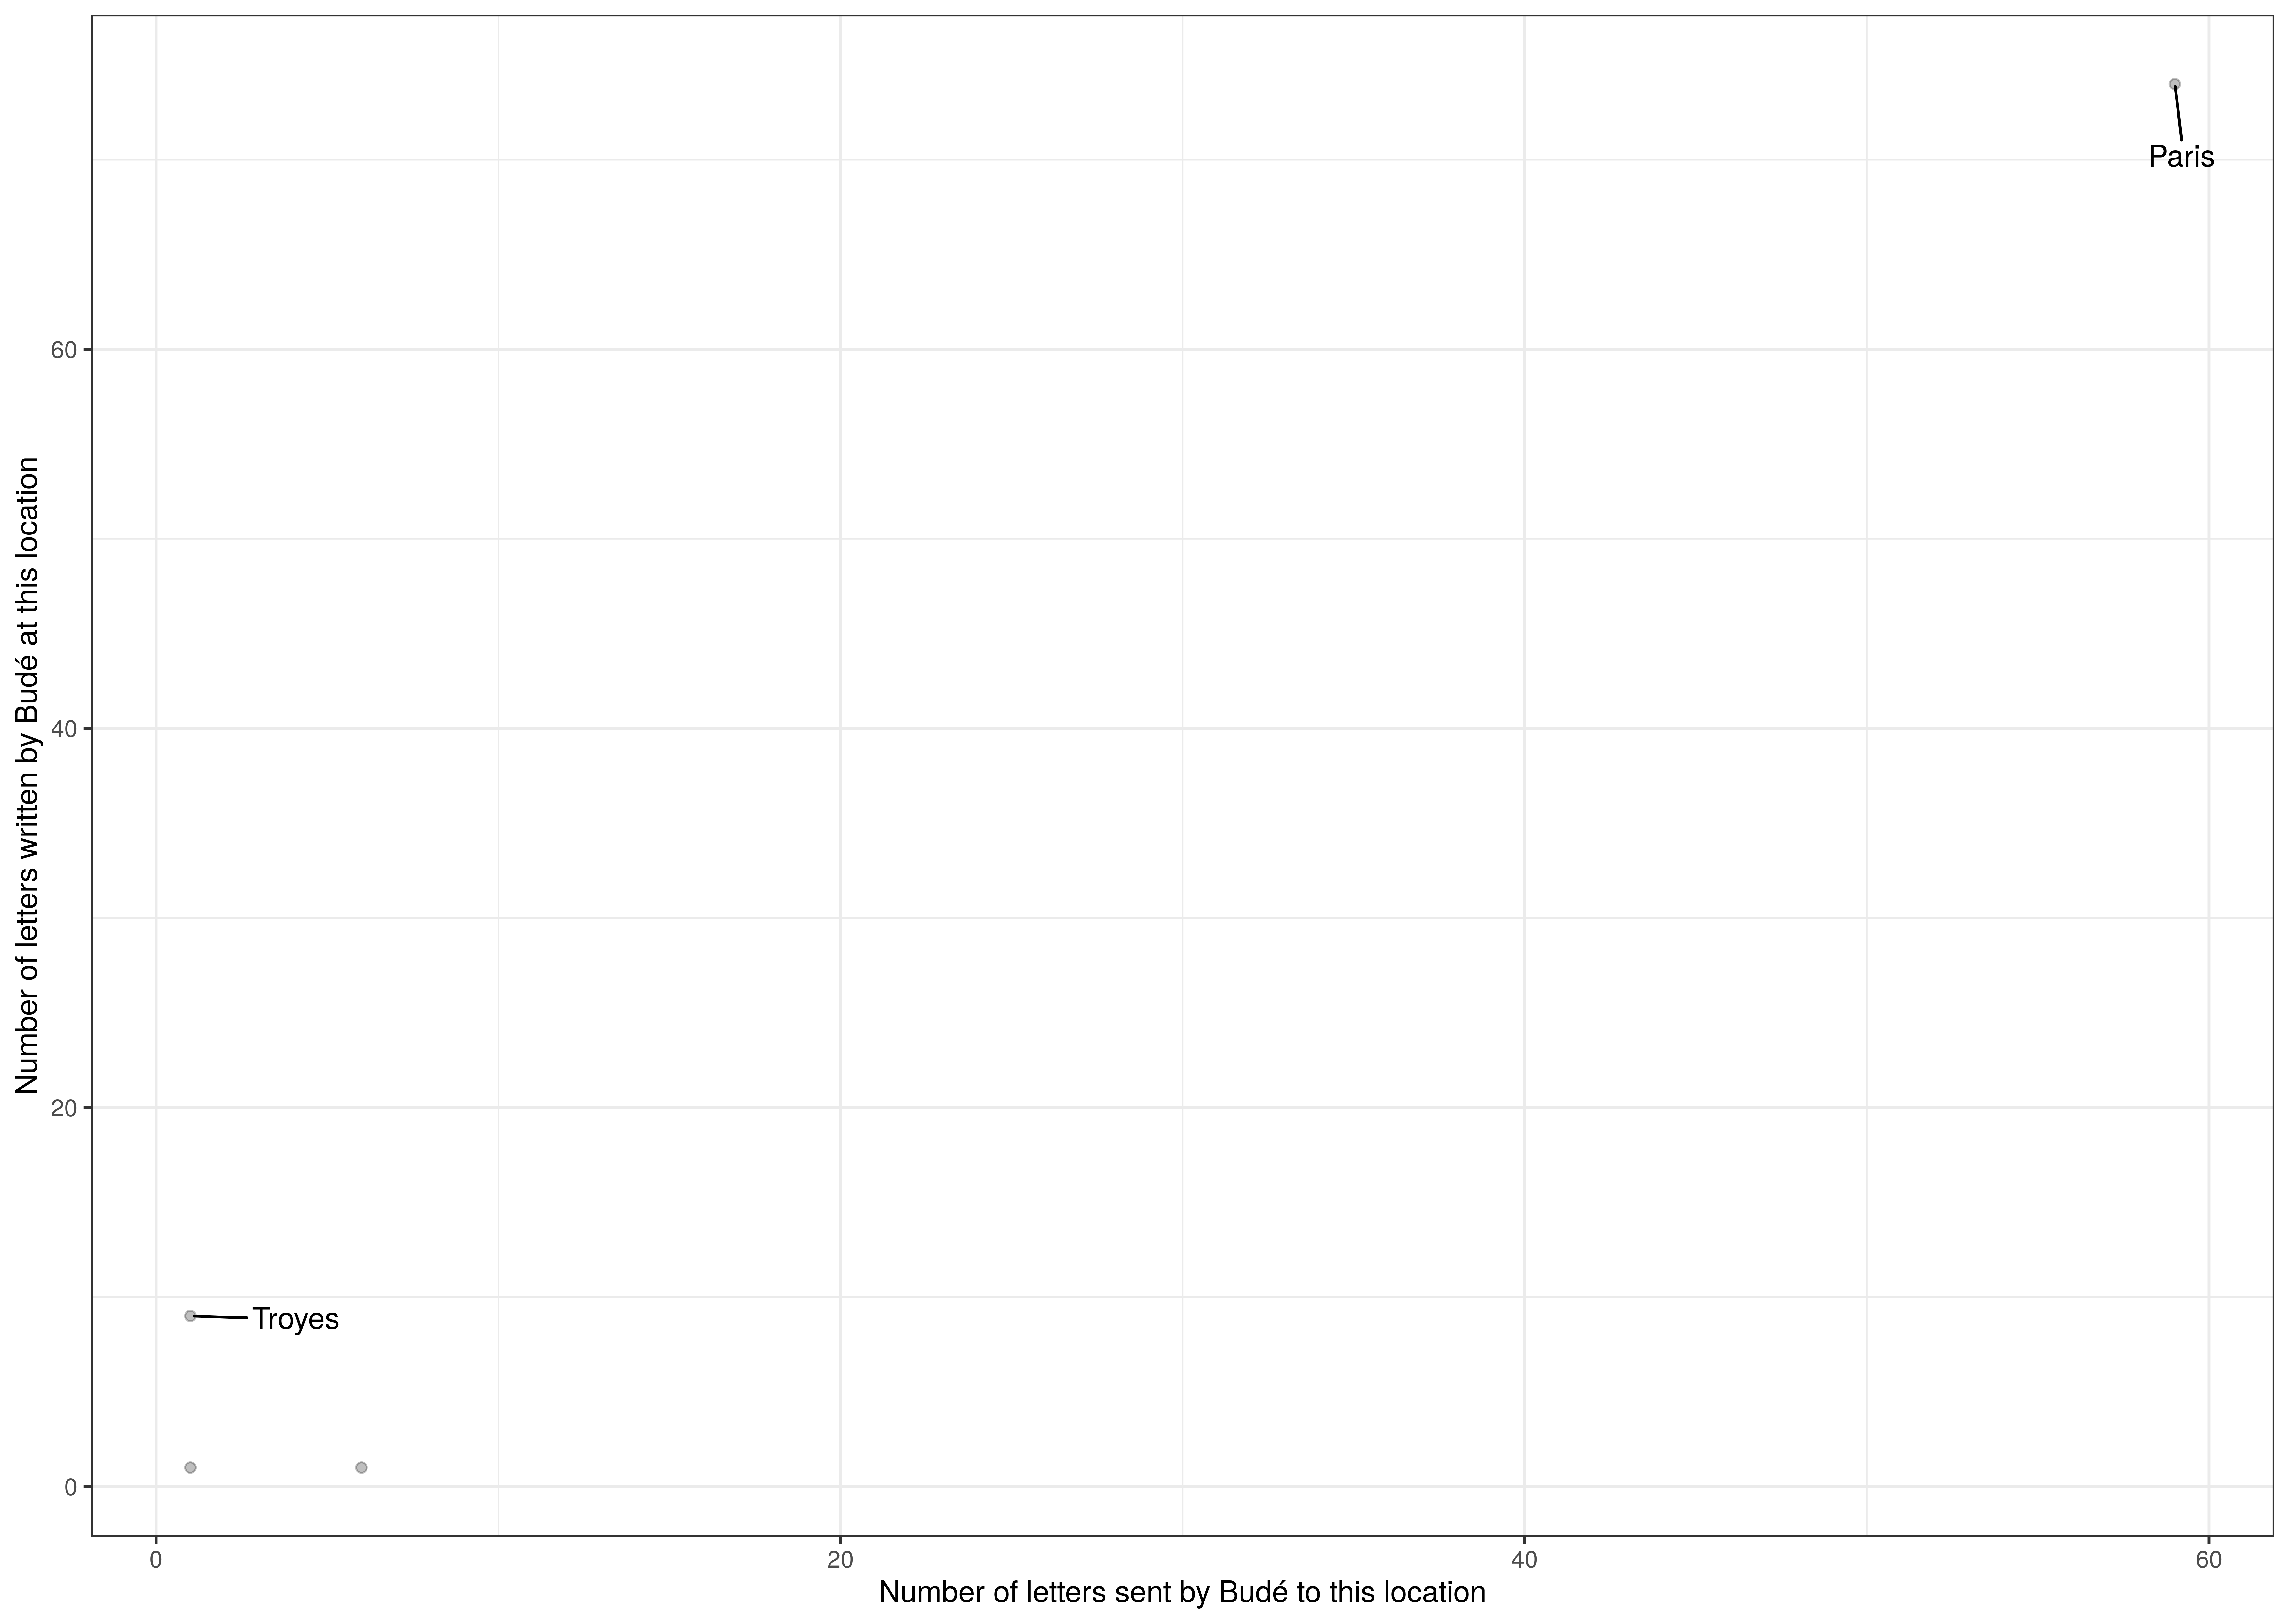 Number of letters written by Budé at this location
60
40
20
0
Paris
Troyes
0 20 40 60
Number of letters sent by Budé to this location